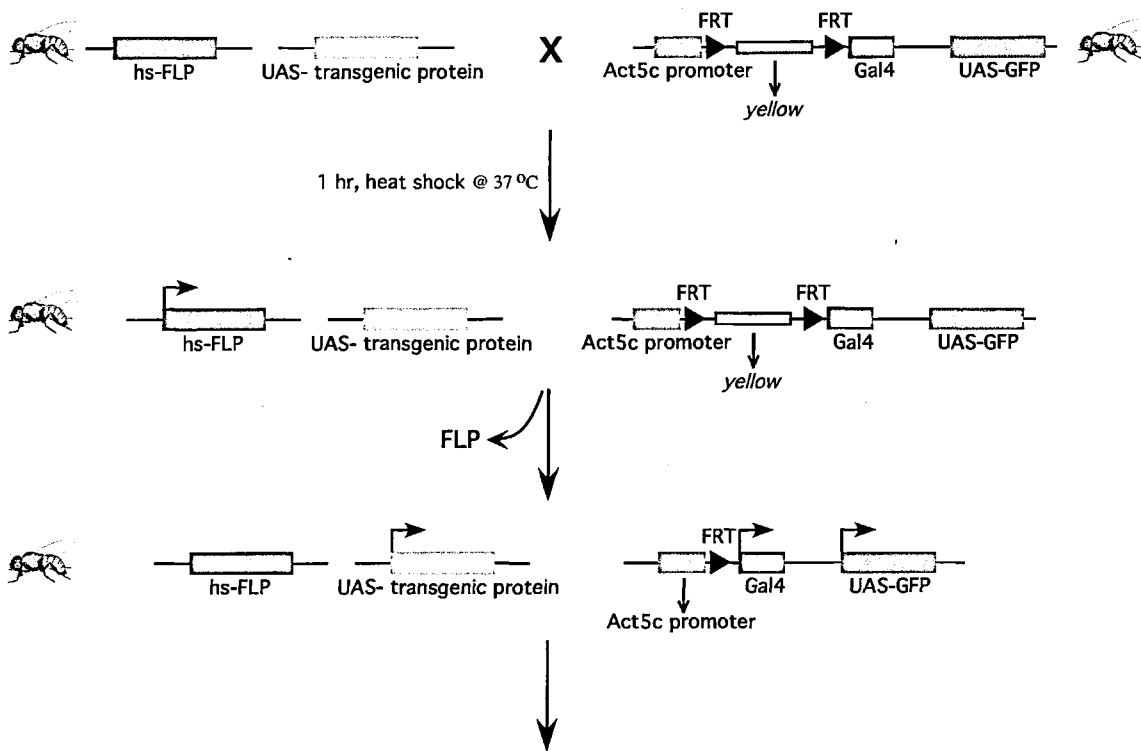 FRT FRT
hs-FLP UAS- transgenic protein X Act5c promoter Gal4 UAS-GFP
yellow
1 hr, heat shock @ 37 °C
FRT FRT
hs-FLP UAS- transgenic protein Act5c promoter Gal4 UAS-GFP
yellow
FLP
FRT
hs-FLP UAS- transgenic protein Gal4 UAS-GFP
Act5c promoter